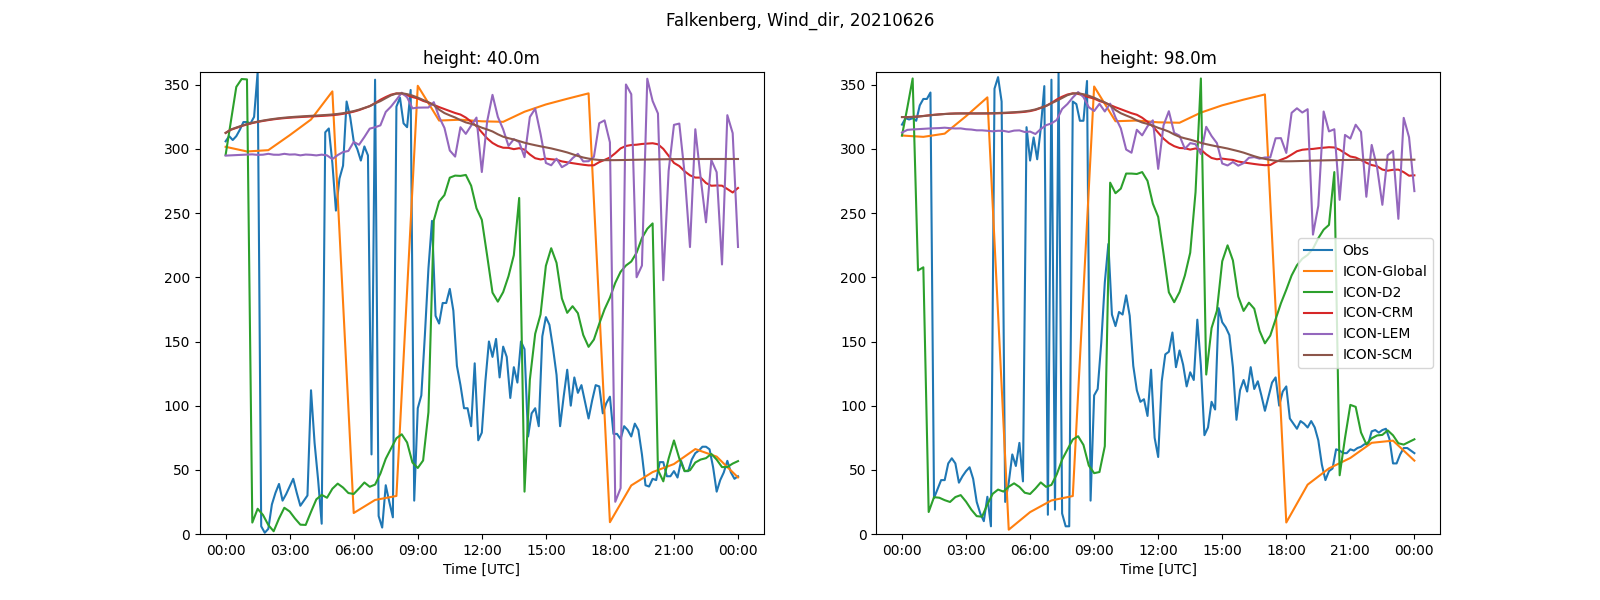 Falkenberg, Wind_dir, 20210626
height: 40.0m
350
300
250
200
150
100
50
0
00:00 03:00 06:00 09:00 12:00 15:00 18:00 21:00 00:00
Time [UTC]
height: 98.0m
350
300
250
200
150
100
50
0
00:00 03:00 06:00 09:00 12:00 15:00 18:00 21:00 00:00
Time [UTC]
Obs
ICON-Global
ICON-D2
ICON-CRM
ICON-LEM
ICON-SCM